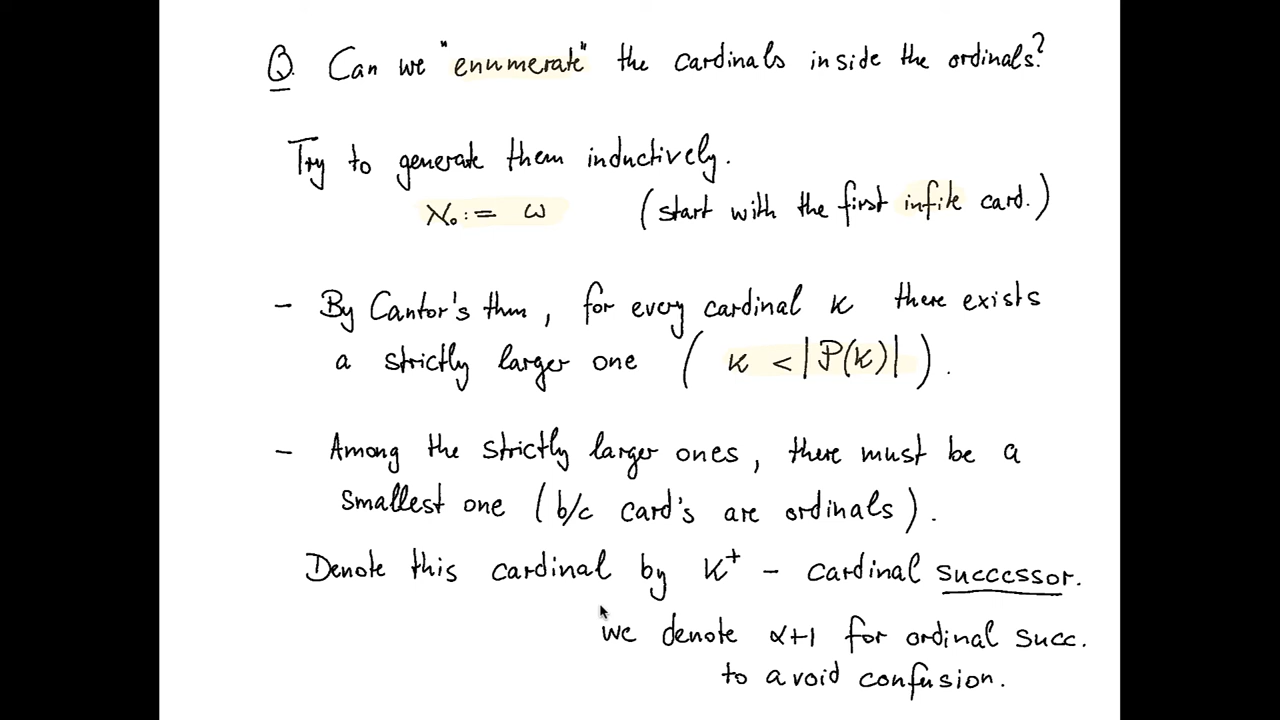 Q. Can we "enumerate" the cardinals inside the ordinals?
Try to generate them inductively.
ℵ₀ := ω (start with the first infite card.)
- By Cantor's thm, for every cardinal κ there exists
a strictly larger one ( κ < |P(κ)| ).
- Among the strictly larger ones, there must be a
smallest one (b/c card's are ordinals).
Denote this cardinal by κ⁺ - cardinal successor.
we denote α+1 for ordinal succ.
to avoid confusion.